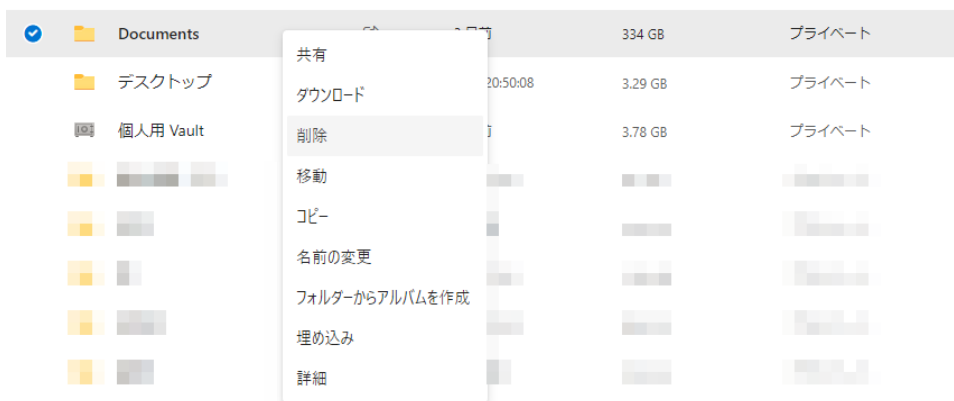 Documents 334 GB プライベート
共有
デスクトップ 20:50:08 3.29 GB プライベート
ダウンロード
個人用 Vault 3.78 GB プライベート
削除
移動
コピー
名前の変更
フォルダーからアルバムを作成
埋め込み
詳細